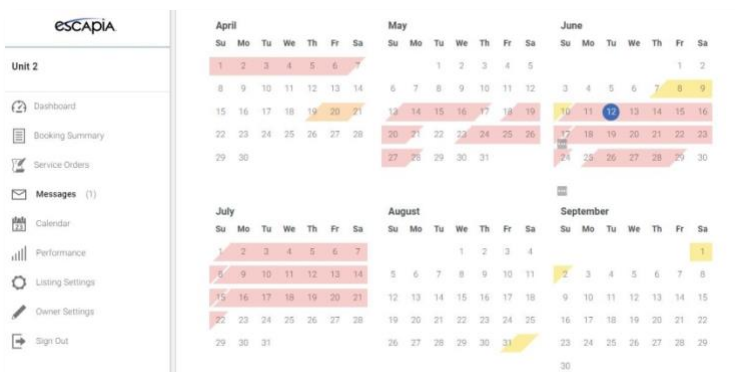 escapia
Unit 2
Dashboard
Booking Summary
Service Orders
Messages (1)
Calendar
Performance
Listing Settings
Owner Settings
Sign Out
April
Su Mo Tu We Th Fr Sa
1 2 3 4 5 6 7
8 9 10 11 12 13 14
15 16 17 18 19 20 21
22 23 24 25 26 27 28
29 30
May
Su Mo Tu We Th Fr Sa
1 2 3 4 5
6 7 8 9 10 11 12
13 14 15 16 17 18 19
20 21 22 23 24 25 26
27 28 29 30 31
June
Su Mo Tu We Th Fr Sa
1 2
3 4 5 6 7 8 9
10 11 12 13 14 15 16
17 18 19 20 21 22 23
24 25 26 27 28 29 30
July
Su Mo Tu We Th Fr Sa
1 2 3 4 5 6 7
8 9 10 11 12 13 14
15 16 17 18 19 20 21
22 23 24 25 26 27 28
29 30 31
August
Su Mo Tu We Th Fr Sa
1 2 3 4
5 6 7 8 9 10 11
12 13 14 15 16 17 18
19 20 21 22 23 24 25
26 27 28 29 30 31
September
Su Mo Tu We Th Fr Sa
1
2 3 4 5 6 7 8
9 10 11 12 13 14 15
16 17 18 19 20 21 22
23 24 25 26 27 28 29
30